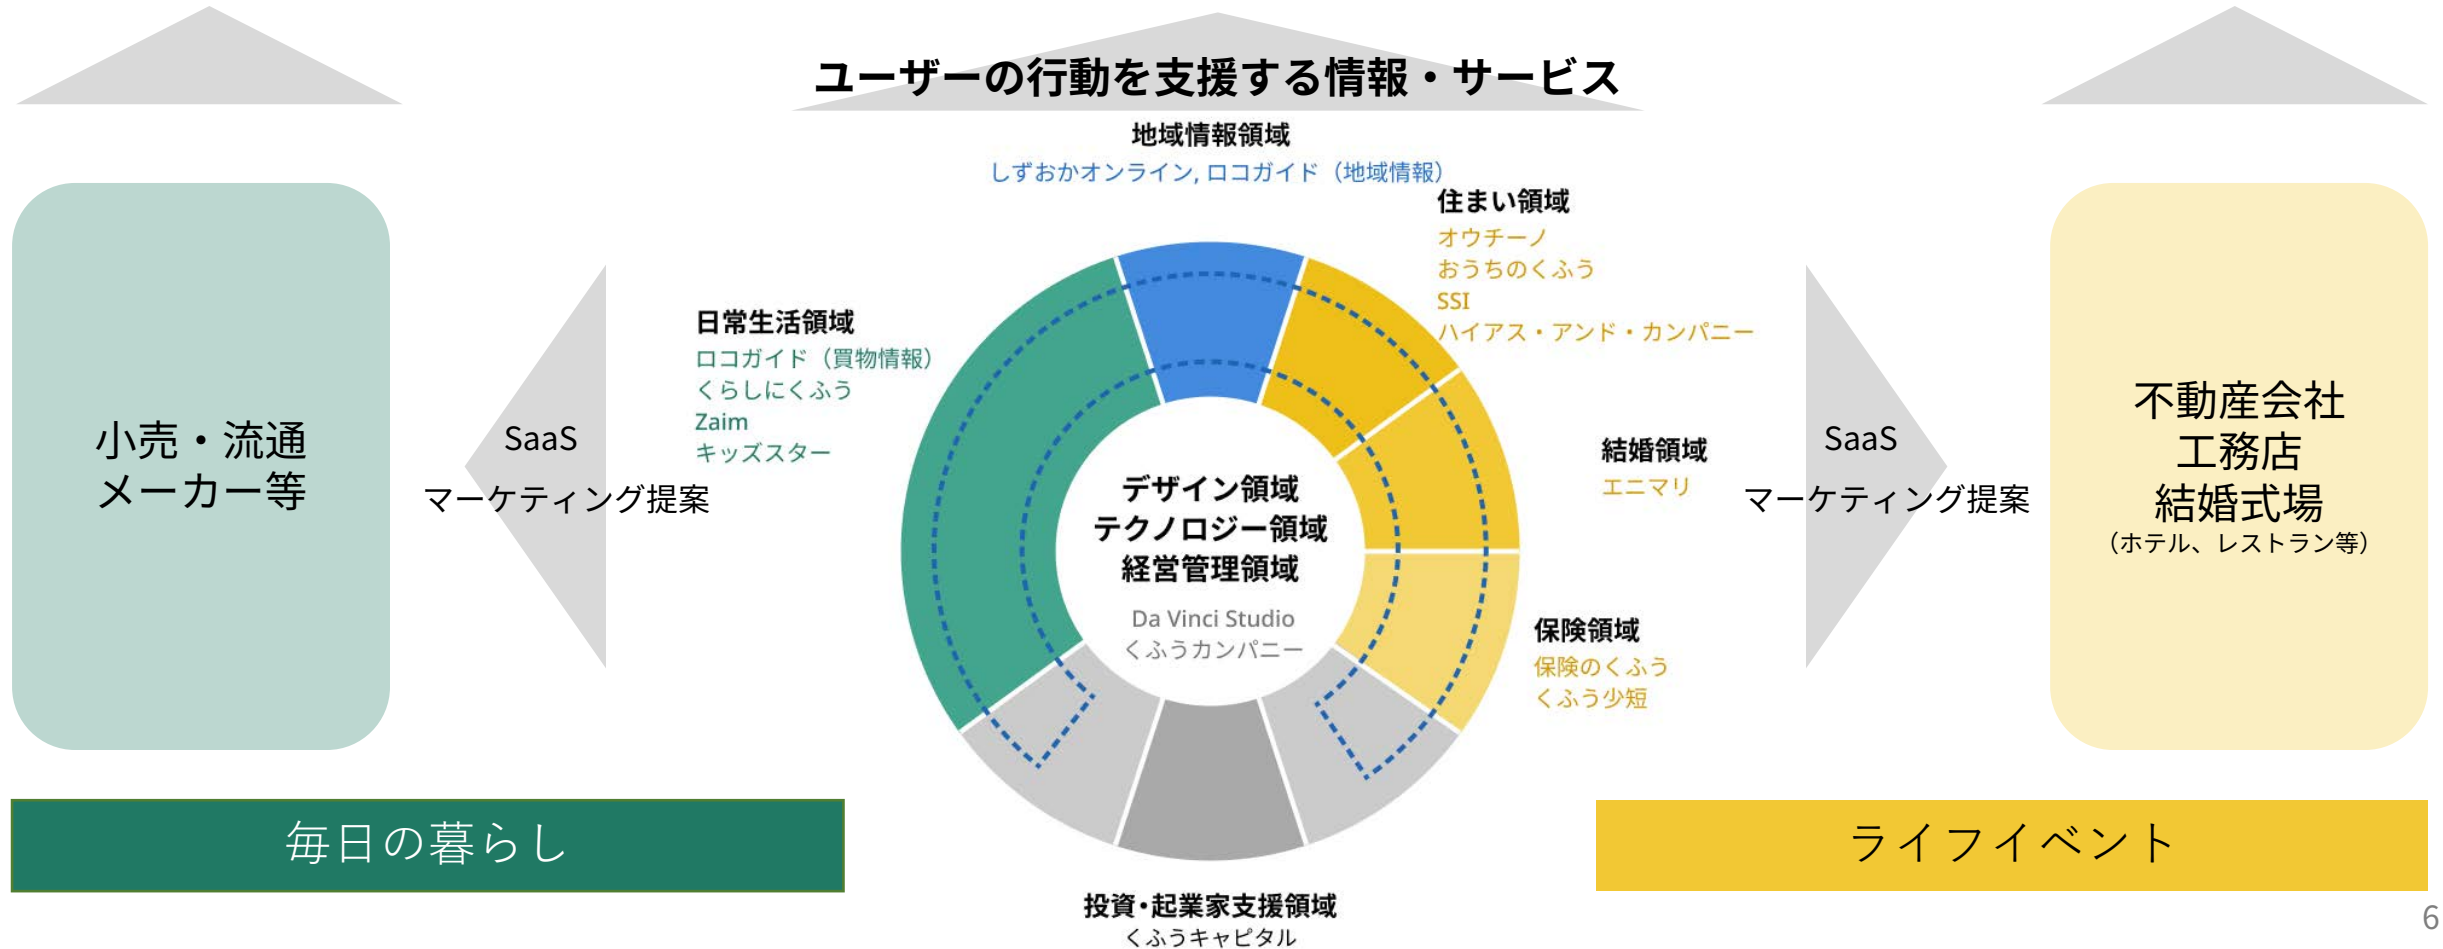 ユーザーの行動を支援する情報・サービス
地域情報領域
しずおかオンライン, ロコガイド（地域情報）
住まい領域
オウチーノ
おうちのくふう
SSI
ハイアス・アンド・カンパニー
日常生活領域
ロコガイド（買物情報）
くらしにくふう
Zaim
キッズスター
小売・流通
メーカー等
SaaS
マーケティング提案
デザイン領域
テクノロジー領域
経営管理領域
Da Vinci Studio
くふうカンパニー
結婚領域
エニマリ
SaaS
マーケティング提案
不動産会社
工務店
結婚式場
（ホテル、レストラン等）
保険領域
保険のくふう
くふう少短
毎日の暮らし
ライフイベント
投資・起業家支援領域
くふうキャピタル
6